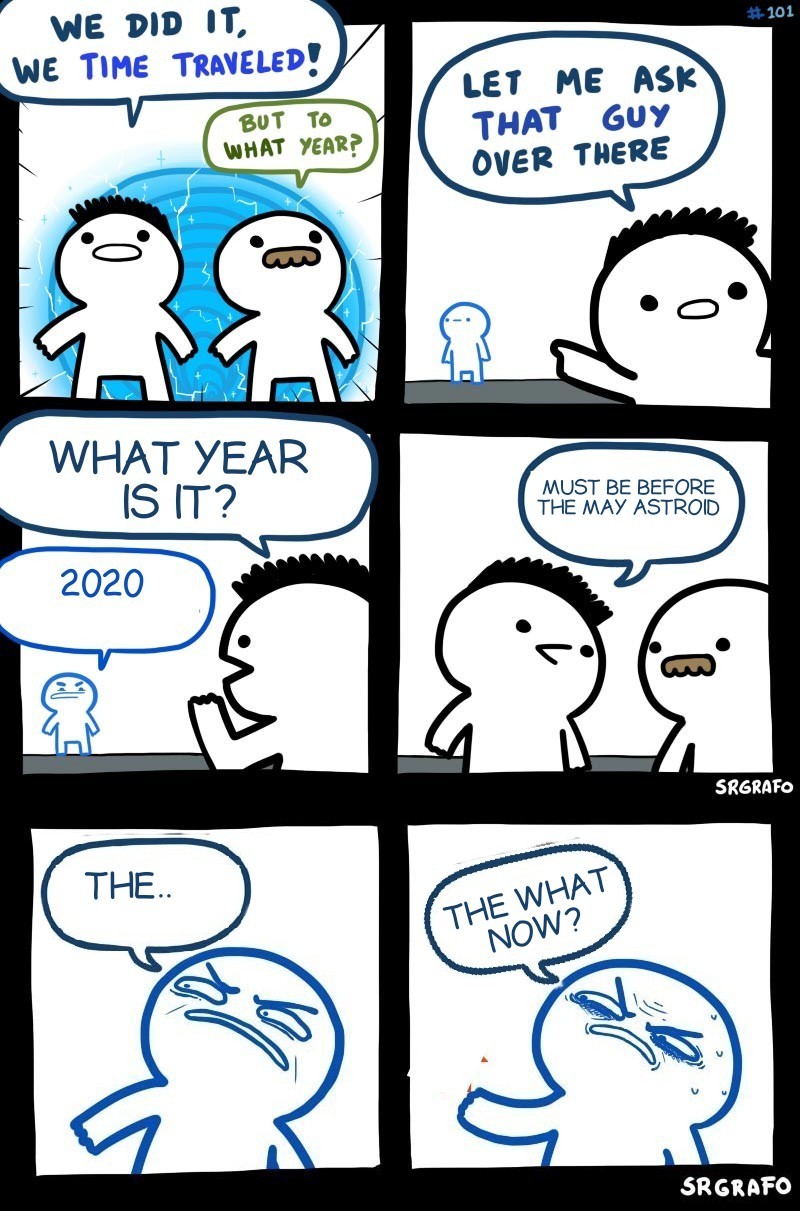 #101
WE DID IT,
WE TIME TRAVELED!
BUT TO
WHAT YEAR?
LET ME ASK
THAT GUY
OVER THERE
WHAT YEAR
IS IT?
2020
MUST BE BEFORE
THE MAY ASTROID
SRGRAFO
THE..
THE WHAT
NOW?
SRGRAFO